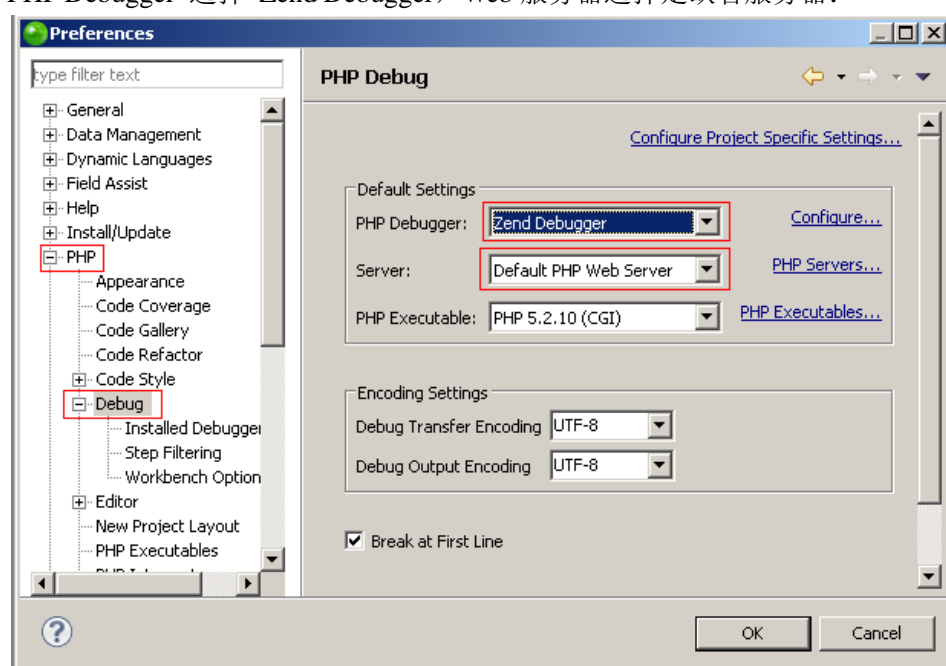 Preferences
type filter text
General
Data Management
Dynamic Languages
Field Assist
Help
Install/Update
PHP
Appearance
Code Coverage
Code Gallery
Code Refactor
Code Style
Debug
Installed Debugger
Step Filtering
Workbench Option
Editor
New Project Layout
PHP Executables
PHP Debug
Configure Project Specific Settings...
Default Settings
PHP Debugger: Zend Debugger Configure...
Server: Default PHP Web Server PHP Servers...
PHP Executable: PHP 5.2.10 (CGI) PHP Executables...
Encoding Settings
Debug Transfer Encoding UTF-8
Debug Output Encoding UTF-8
Break at First Line
? OK Cancel